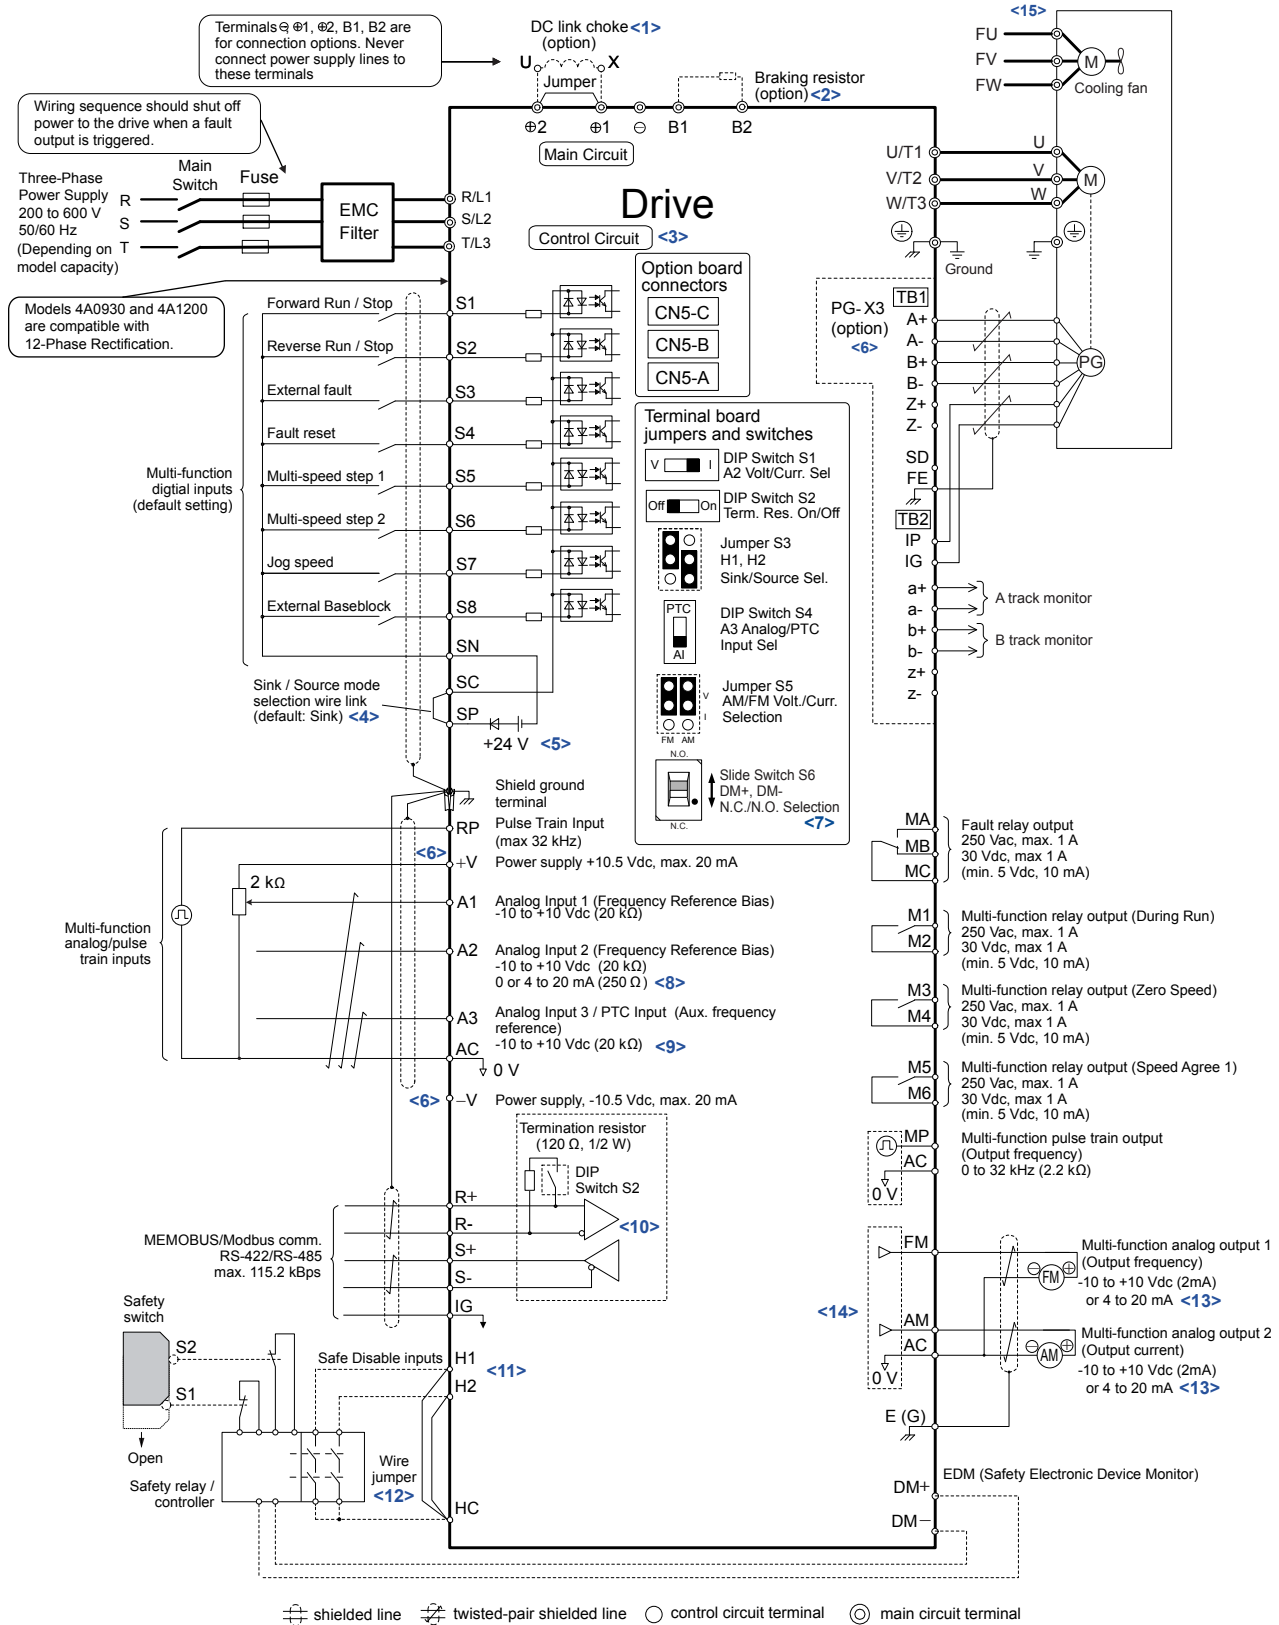 Terminals ⊖, ⊕1, ⊕2, B1, B2 are
for connection options. Never
connect power supply lines to
these terminals
DC link choke <1>
(option)
U
X
Jumper
Braking resistor
(option) <2>
⊕2
⊕1
⊖
B1
B2
Main Circuit
<15>
FU
FV
FW
M
Cooling fan
Wiring sequence should shut off
power to the drive when a fault
output is triggered.
Three-Phase
Power Supply
200 to 600 V
50/60 Hz
(Depending on
model capacity)
R
S
T
Main
Switch
Fuse
EMC
Filter
R/L1
S/L2
T/L3
Drive
Control Circuit <3>
U/T1
V/T2
W/T3
U
V
W
M
Ground
Models 4A0930 and 4A1200
are compatible with
12-Phase Rectification.
Option board
connectors
CN5-C
CN5-B
CN5-A
Multi-function
digtial inputs
(default setting)
Forward Run / Stop
S1
Reverse Run / Stop
S2
External fault
S3
Fault reset
S4
Multi-speed step 1
S5
Multi-speed step 2
S6
Jog speed
S7
External Baseblock
S8
SN
SC
SP
Sink / Source mode
selection wire link
(default: Sink) <4>
+24 V <5>
Terminal board
jumpers and switches
V
I
DIP Switch S1
A2 Volt/Curr. Sel
Off
On
DIP Switch S2
Term. Res. On/Off
Jumper S3
H1, H2
Sink/Source Sel.
PTC
AI
DIP Switch S4
A3 Analog/PTC
Input Sel
V
I
FM AM
Jumper S5
AM/FM Volt./Curr.
Selection
N.O.
N.C.
Slide Switch S6
DM+, DM-
N.C./N.O. Selection
<7>
PG-X3
(option)
<6>
TB1
A+
A-
B+
B-
Z+
Z-
SD
FE
PG
TB2
IP
IG
a+
a-
b+
b-
z+
z-
A track monitor
B track monitor
Shield ground
terminal
Multi-function
analog/pulse
train inputs
2 kΩ
RP
Pulse Train Input
(max 32 kHz)
<6>
+V
Power supply +10.5 Vdc, max. 20 mA
A1
Analog Input 1 (Frequency Reference Bias)
-10 to +10 Vdc (20 kΩ)
A2
Analog Input 2 (Frequency Reference Bias)
-10 to +10 Vdc (20 kΩ)
0 or 4 to 20 mA (250 Ω) <8>
A3
Analog Input 3 / PTC Input (Aux. frequency
reference)
-10 to +10 Vdc (20 kΩ) <9>
AC
0 V
<6>
−V
Power supply, -10.5 Vdc, max. 20 mA
MA
MB
MC
Fault relay output
250 Vac, max. 1 A
30 Vdc, max 1 A
(min. 5 Vdc, 10 mA)
M1
M2
Multi-function relay output (During Run)
250 Vac, max. 1 A
30 Vdc, max 1 A
(min. 5 Vdc, 10 mA)
M3
M4
Multi-function relay output (Zero Speed)
250 Vac, max. 1 A
30 Vdc, max 1 A
(min. 5 Vdc, 10 mA)
M5
M6
Multi-function relay output (Speed Agree 1)
250 Vac, max. 1 A
30 Vdc, max 1 A
(min. 5 Vdc, 10 mA)
MP
AC
0 V
Multi-function pulse train output
(Output frequency)
0 to 32 kHz (2.2 kΩ)
Termination resistor
(120 Ω, 1/2 W)
DIP
Switch S2
<10>
MEMOBUS/Modbus comm.
RS-422/RS-485
max. 115.2 kBps
R+
R-
S+
S-
IG
<14>
FM
FM
Multi-function analog output 1
(Output frequency)
-10 to +10 Vdc (2mA)
or 4 to 20 mA <13>
AM
AC
0 V
AM
Multi-function analog output 2
(Output current)
-10 to +10 Vdc (2mA)
or 4 to 20 mA <13>
E (G)
Safety
switch
S2
S1
Open
Safety relay /
controller
Safe Disable inputs
H1
<11>
H2
Wire
jumper
<12>
HC
EDM (Safety Electronic Device Monitor)
DM+
DM−
shielded line
twisted-pair shielded line
control circuit terminal
main circuit terminal